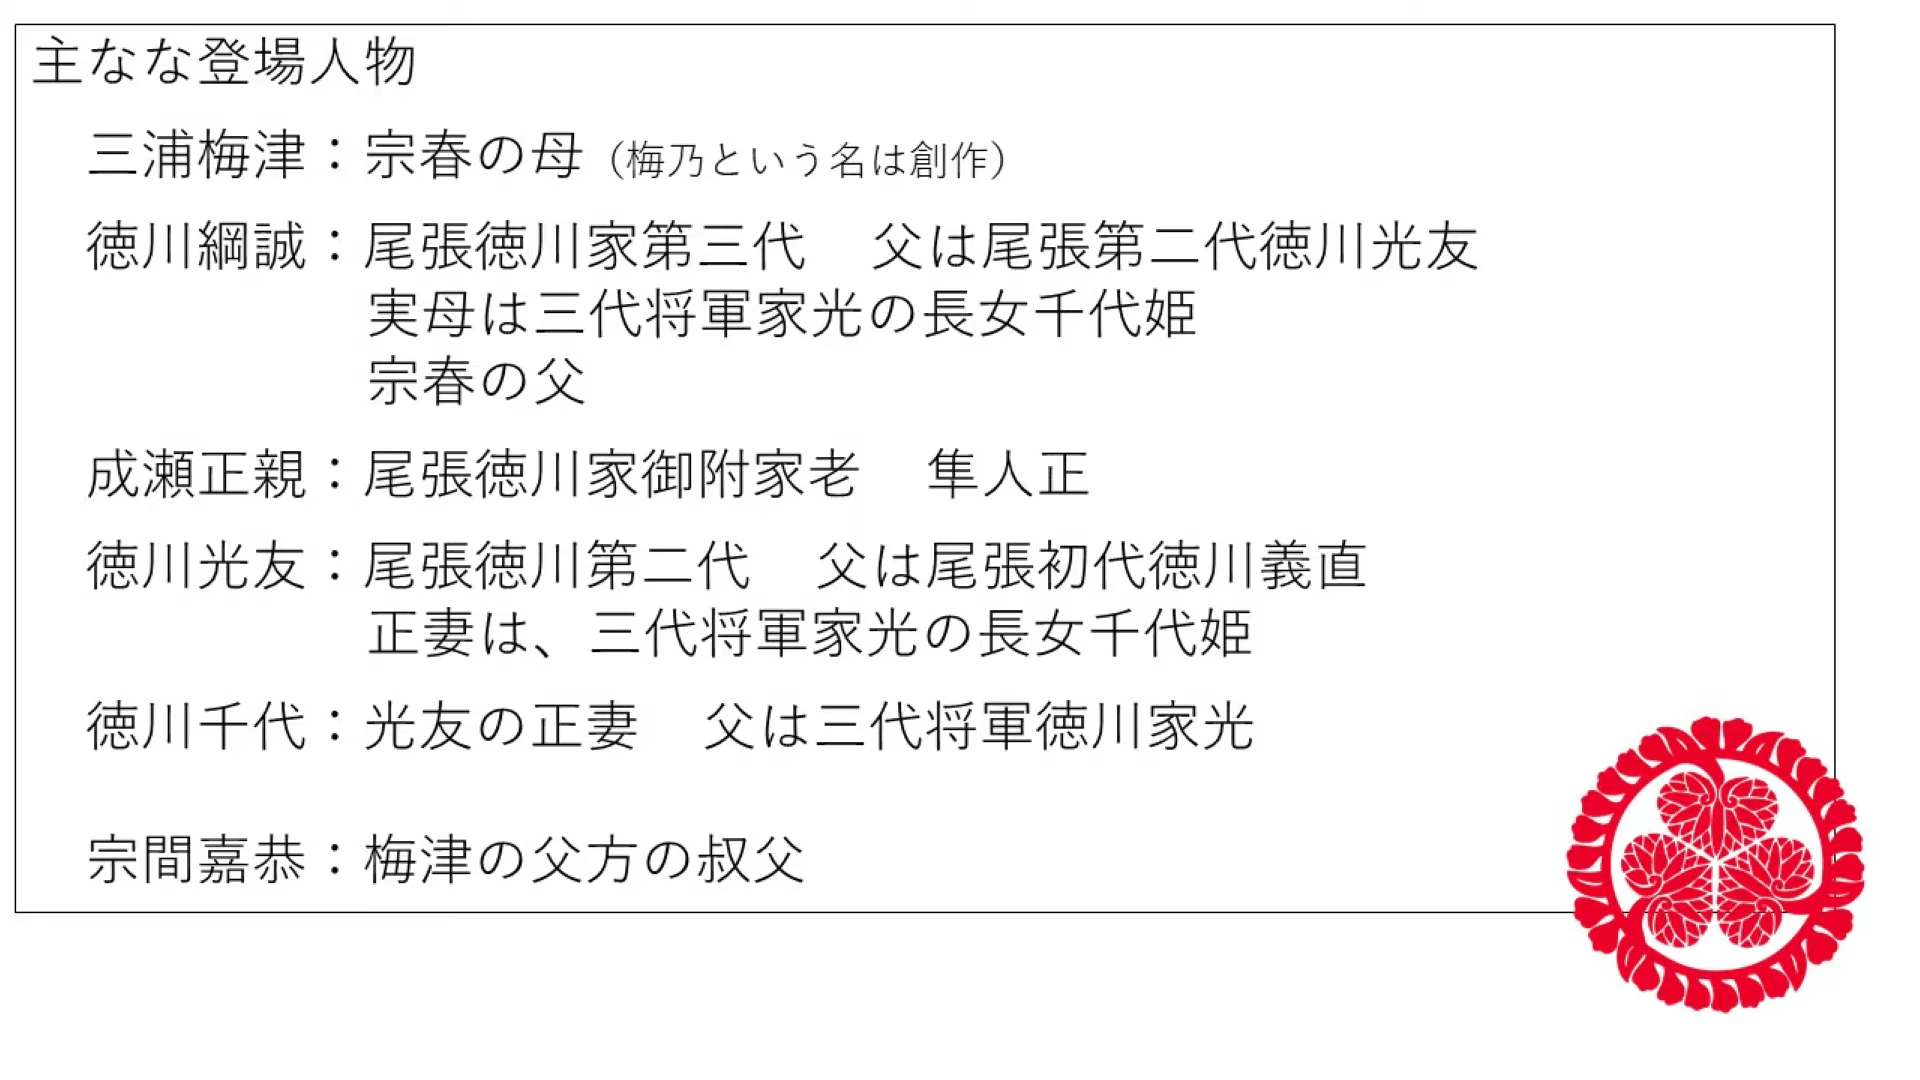 主なな登場人物
三浦梅津：宗春の母（梅乃という名は創作）
徳川綱誠：尾張徳川家第三代　父は尾張第二代徳川光友
実母は三代将軍家光の長女千代姫
宗春の父
成瀬正親：尾張徳川家御附家老　隼人正
徳川光友：尾張徳川第二代　父は尾張初代徳川義直
正妻は、三代将軍家光の長女千代姫
徳川千代：光友の正妻　父は三代将軍徳川家光
宗間嘉恭：梅津の父方の叔父